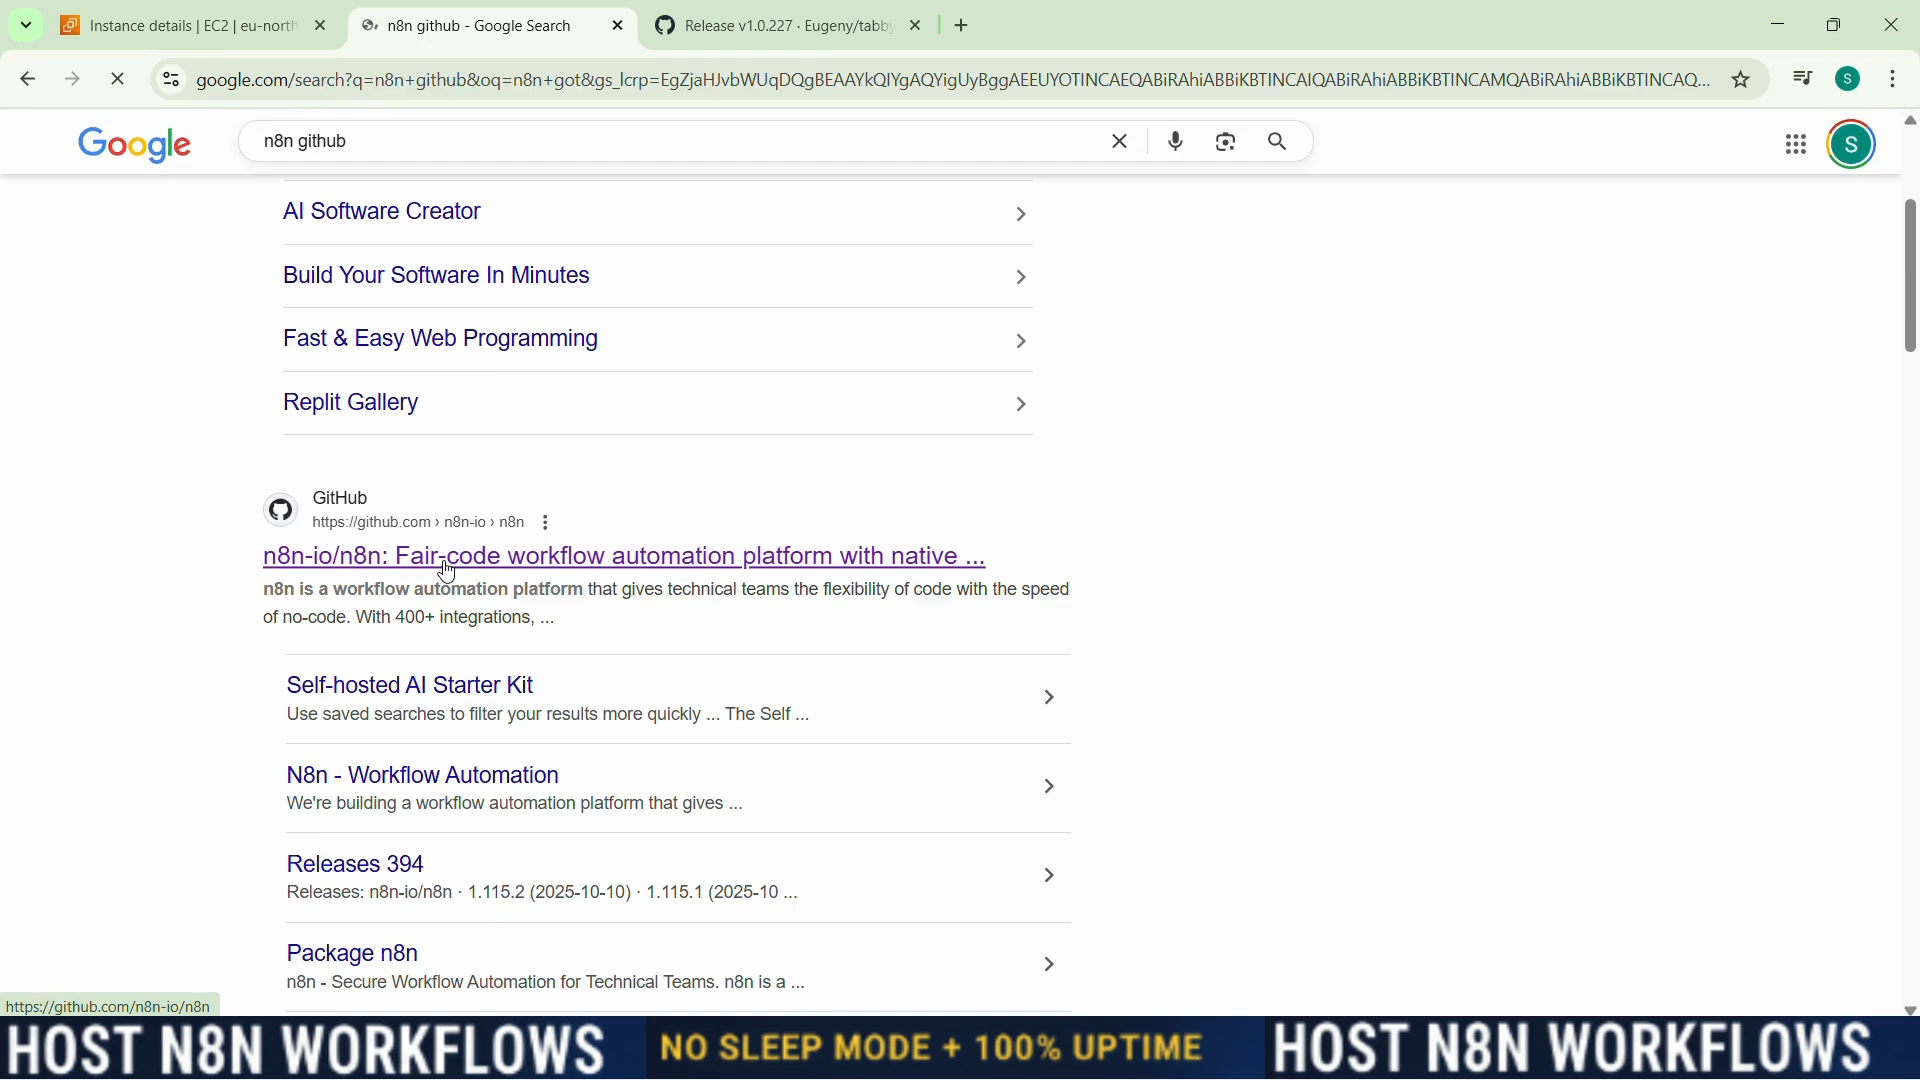 Instance details | EC2 | eu-north
n8n github - Google Search
Release v1.0.227 · Eugeny/tabby
google.com/search?q=n8n+github&oq=n8n+got&gs_lcrp=EgZjaHJvbWUqDQgBEAAYkQIYgAQYigUyBggAEEUYOTINCAEQABiRAhiABBiKBTINCAIQABiRAhiABBiKBTINCAMQABiRAhiABBiKBTINCAQ...
S
Google
n8n github
S
AI Software Creator
Build Your Software In Minutes
Fast & Easy Web Programming
Replit Gallery
GitHub
https://github.com › n8n-io › n8n
n8n-io/n8n: Fair-code workflow automation platform with native ...
n8n is a workflow automation platform that gives technical teams the flexibility of code with the speed
of no-code. With 400+ integrations, ...
Self-hosted AI Starter Kit
Use saved searches to filter your results more quickly ... The Self ...
N8n - Workflow Automation
We're building a workflow automation platform that gives ...
Releases 394
Releases: n8n-io/n8n · 1.115.2 (2025-10-10) · 1.115.1 (2025-10 ...
Package n8n
n8n - Secure Workflow Automation for Technical Teams. n8n is a ...
https://github.com/n8n-io/n8n
HOST N8N WORKFLOWS NO SLEEP MODE + 100% UPTIME HOST N8N WORKFLOWS